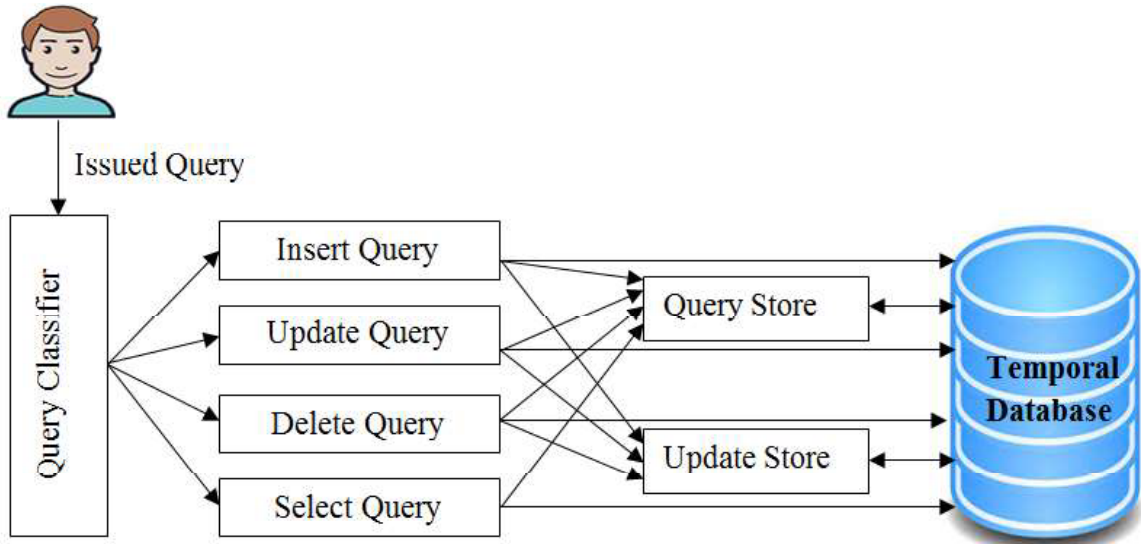 Issued Query
Query Classifier
Insert Query
Update Query
Delete Query
Select Query
Query Store
Update Store
Temporal
Database